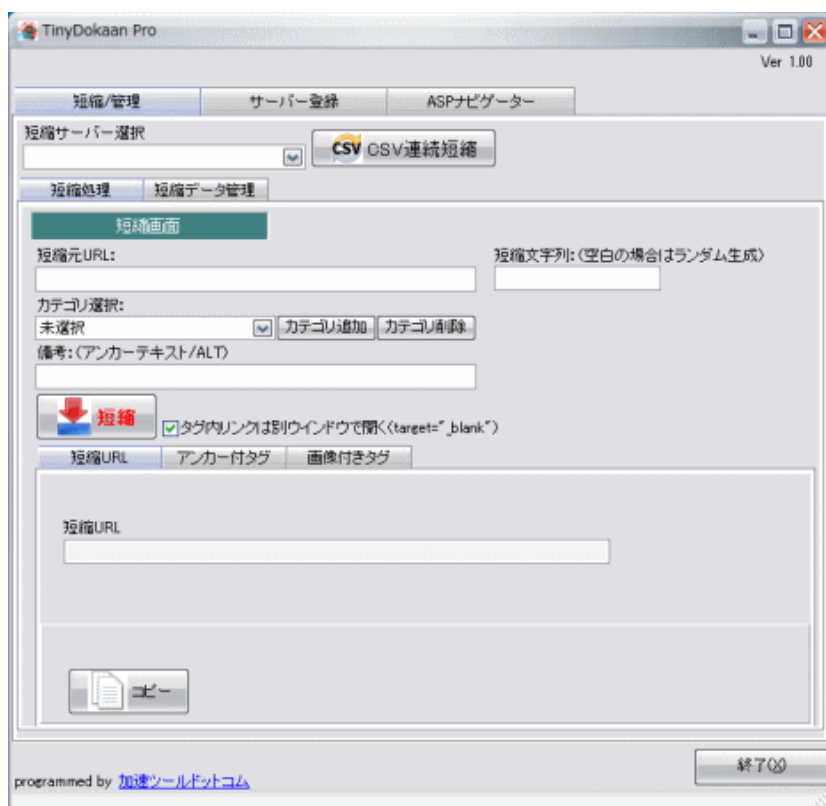 TinyDokaan Pro
Ver 1.00
短縮/管理 サーバー登録 ASPナビゲーター
短縮サーバー選択
CSV CSV連続短縮
短縮処理 短縮データ管理
短縮画面
短縮元URL: 短縮文字列:(空白の場合はランダム生成)
カテゴリ選択:
未選択 カテゴリ追加 カテゴリ削除
備考:(アンカーテキスト/ALT)
短縮 タグ内リンクは別ウインドウで開く(target="_blank")
短縮URL アンカー付タグ 画像付きタグ
短縮URL
コピー
終了(X)
programmed by 加速ツールドットコム